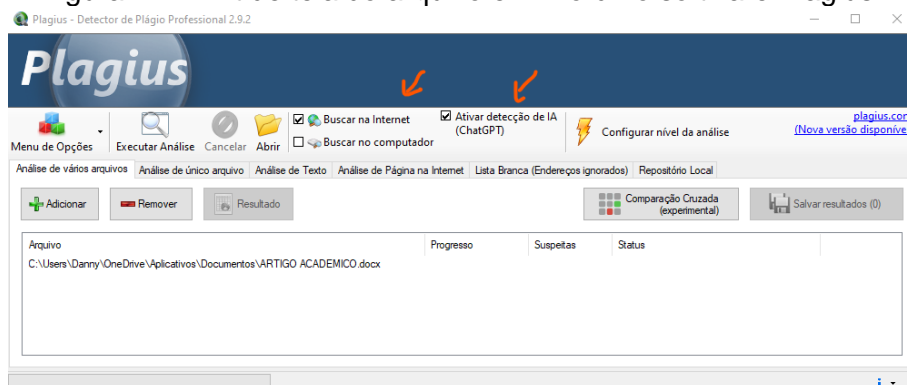 Plagius - Detector de Plágio Professional 2.9.2
Plagius
Buscar na Internet
Ativar detecção de IA
(ChatGPT)
plagius.com
(Nova versão disponíve
Configurar nível da análise
Buscar no computador
Menu de Opções
Executar Análise
Cancelar
Abrir
Análise de vários arquivos
Análise de único arquivo
Análise de Texto
Análise de Página na Internet
Lista Branca (Endereços ignorados)
Repositório Local
Adicionar
Remover
Resultado
Comparação Cruzada
(experimental)
Salvar resultados (0)
Arquivo
Progresso
Suspeitas
Status
C:\Users\Danny\OneDrive\Aplicativos\Documentos\ARTIGO ACADEMICO.docx